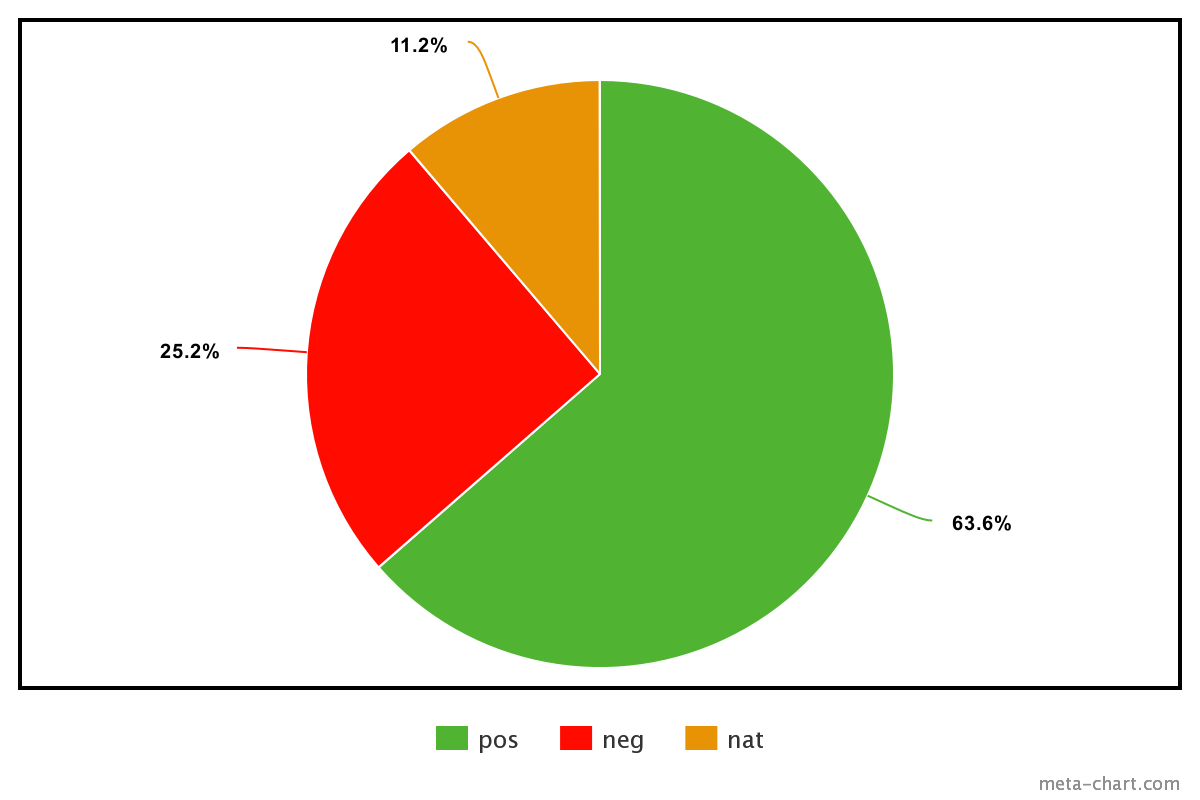 11.2%
25.2%
63.6%
pos neg nat
meta-chart.com